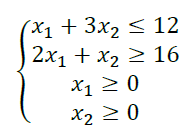 x₁ + 3x₂ ≤ 12
2x₁ + x₂ ≥ 16
x₁ ≥ 0
x₂ ≥ 0